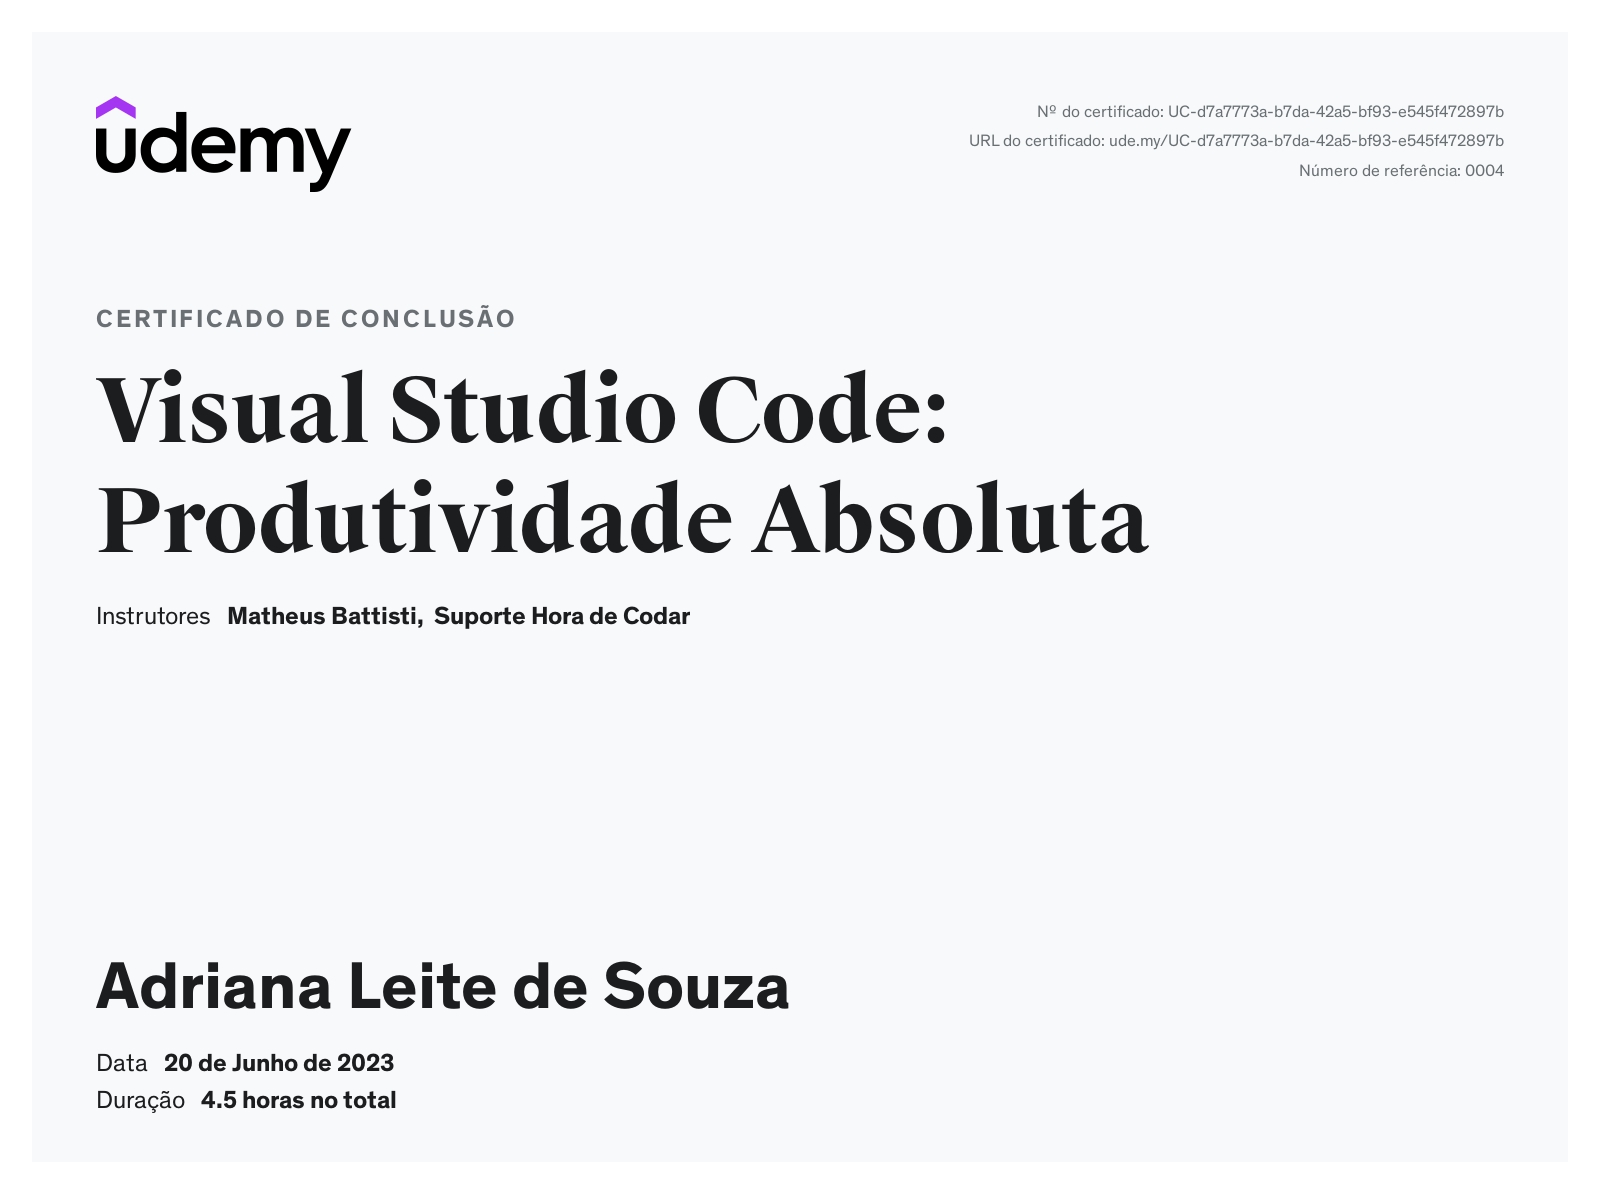 udemy
Nº do certificado: UC-d7a7773a-b7da-42a5-bf93-e545f472897b
URL do certificado: ude.my/UC-d7a7773a-b7da-42a5-bf93-e545f472897b
Número de referência: 0004
CERTIFICADO DE CONCLUSÃO
Visual Studio Code:
Produtividade Absoluta
Instrutores Matheus Battisti, Suporte Hora de Codar
Adriana Leite de Souza
Data 20 de Junho de 2023
Duração 4.5 horas no total